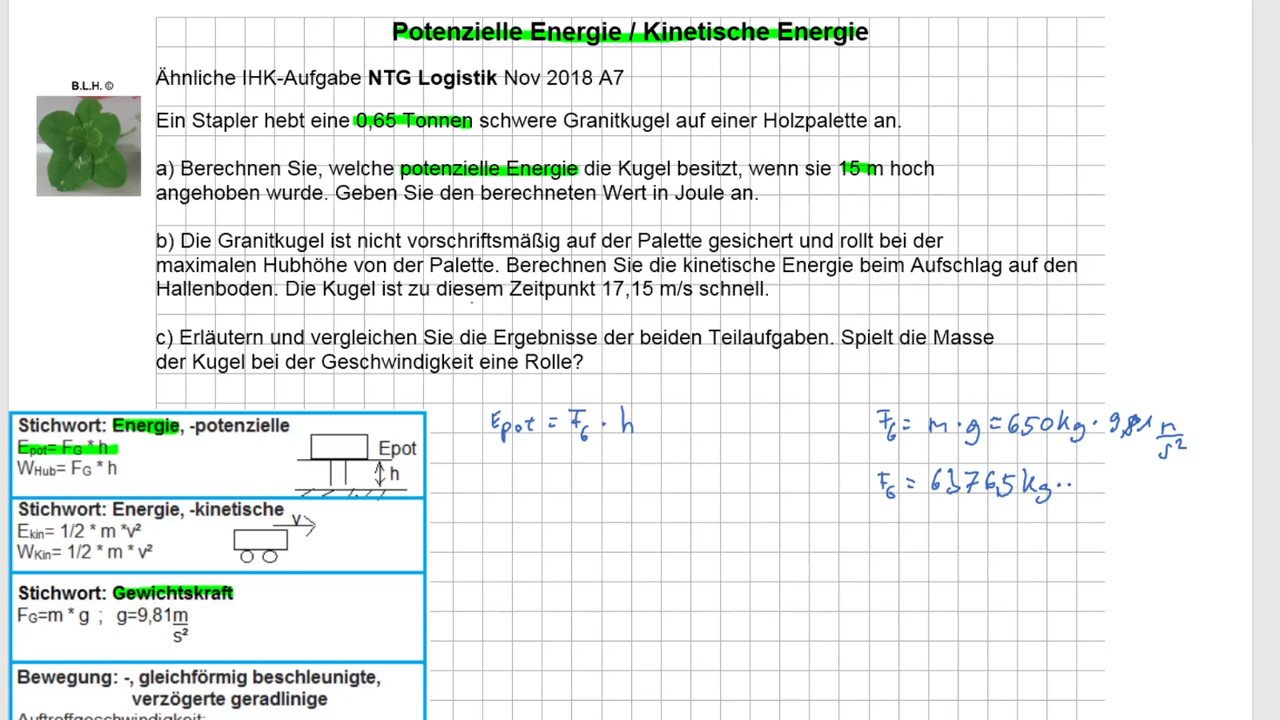 Potenzielle Energie / Kinetische Energie
B.L.H. ©
Ähnliche IHK-Aufgabe NTG Logistik Nov 2018 A7
Ein Stapler hebt eine 0,65 Tonnen schwere Granitkugel auf einer Holzpalette an.
a) Berechnen Sie, welche potenzielle Energie die Kugel besitzt, wenn sie 15 m hoch
angehoben wurde. Geben Sie den berechneten Wert in Joule an.
b) Die Granitkugel ist nicht vorschriftsmäßig auf der Palette gesichert und rollt bei der
maximalen Hubhöhe von der Palette. Berechnen Sie die kinetische Energie beim Aufschlag auf den
Hallenboden. Die Kugel ist zu diesem Zeitpunkt 17,15 m/s schnell.
c) Erläutern und vergleichen Sie die Ergebnisse der beiden Teilaufgaben. Spielt die Masse
der Kugel bei der Geschwindigkeit eine Rolle?
Stichwort: Energie, -potenzielle
Epot= FG * h
WHub= FG * h
Epot
h
Stichwort: Energie, -kinetische
Ekin= 1/2 * m *v²
WKin= 1/2 * m * v²
v
Stichwort: Gewichtskraft
FG=m * g ; g=9,81m
s²
Bewegung: -, gleichförmig beschleunigte,
verzögerte geradlinige
Auftreffgeschwindigkeit:
Epot = FG · h
FG = m · g = 650kg · 9,81 m/s²
FG = 6376,5 kg ··